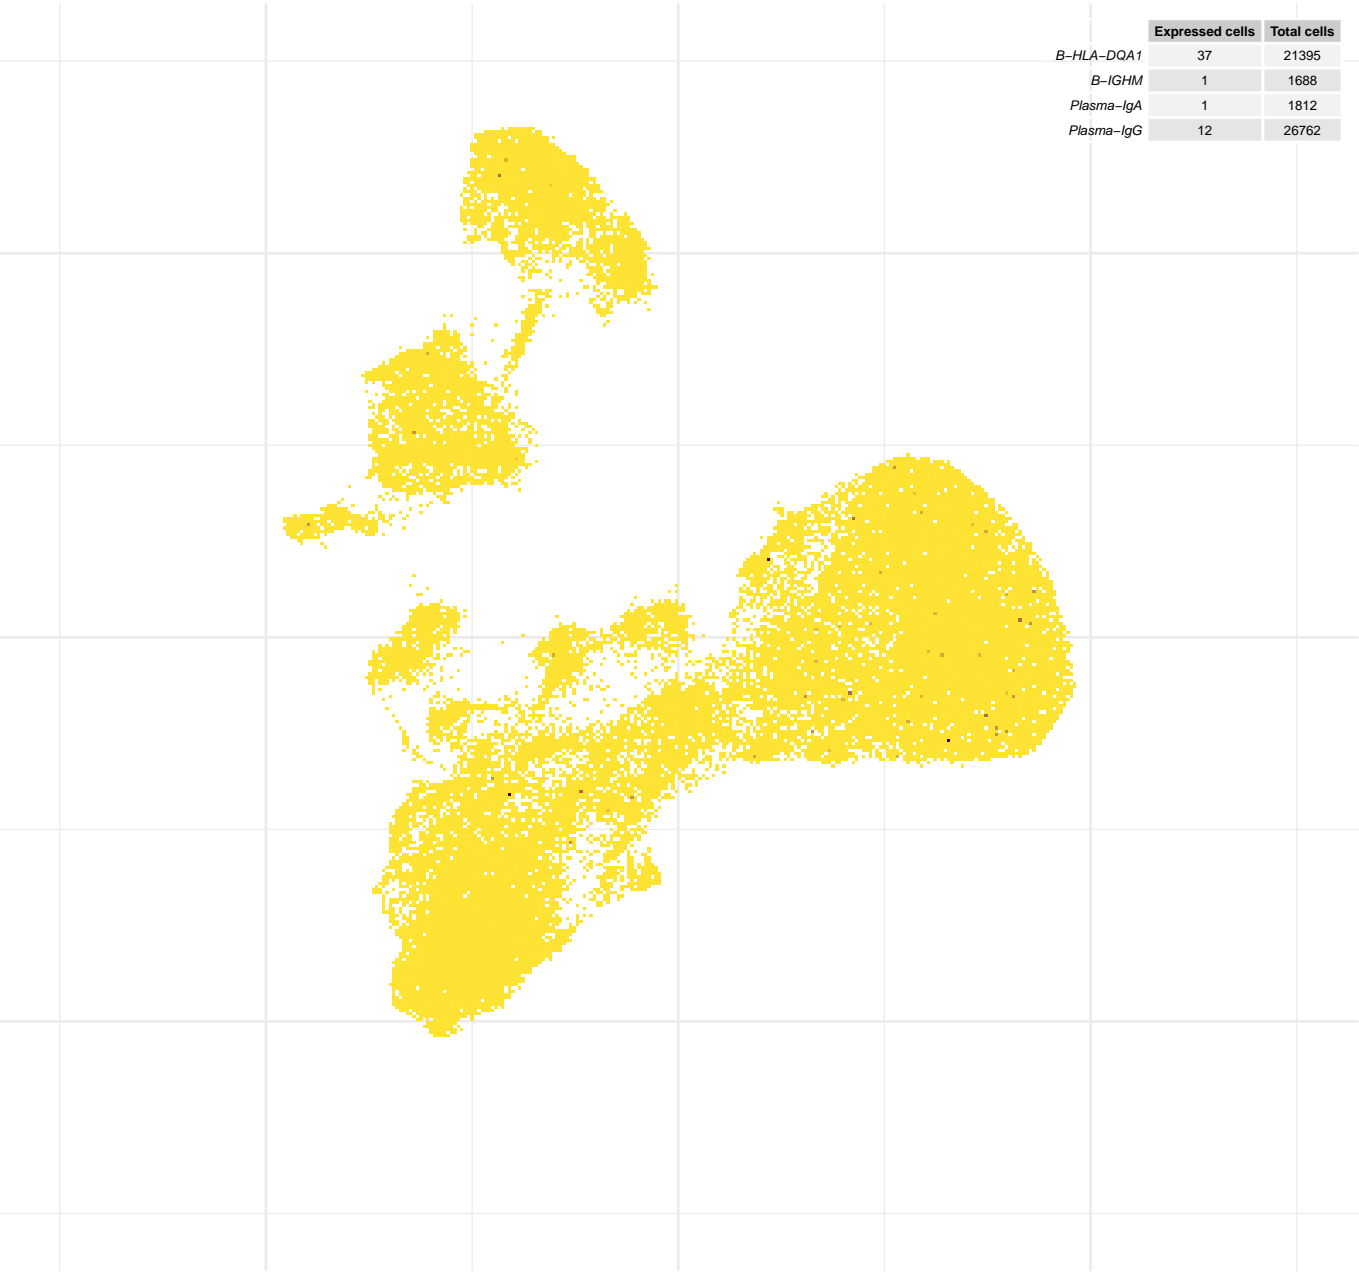 Expressed cells Total cells
B−HLA−DQA1 37 21395
B−IGHM 1 1688
Plasma−IgA 1 1812
Plasma−IgG 12 26762